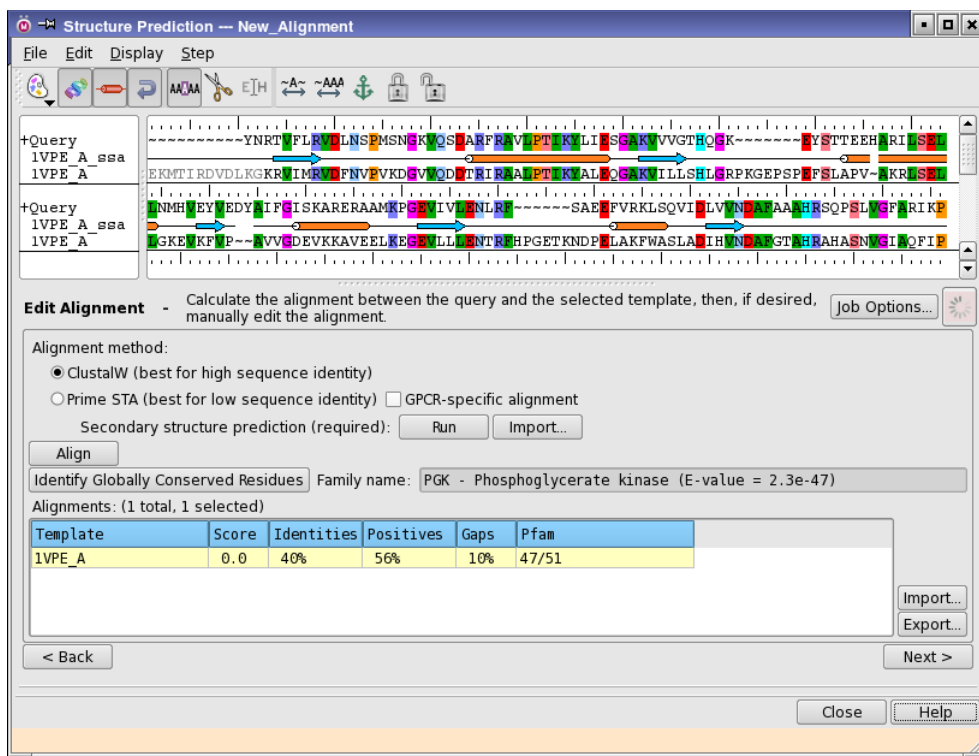 Structure Prediction --- New_Alignment
File Edit Display Step
+Query ~~~~~~~~~~YNRTVFLRVDLNSPMSNGKVQSDARFRAVLPTIKYLIESGAKVVVGTHQGK~~~~~~~EYSTTEEHARILSEL
1VPE_A_ssa
1VPE_A EKMTIRDVDLKGKRVIMRVDFNVPVKDGVVQDDTRIRAALPTIKYALEQGAKVILLSHLGRPKGEPSPEFSLAPV~AKRLSEL
+Query LNMHVEYVEDYAIFGISKARERAAMKPGEVIVLENLRF~~~~~~SAEEFVRKLSQVIDLVVNDAFAAAHRSQPSLVGFARIKP
1VPE_A_ssa
1VPE_A LGKEVKFVP~~AVVGDEVKKAVEELKEGEVLLLENTRFHPGETKNDPELAKFWASLADIHVNDAFGTAHRAHASNVGIAQFIP
Edit Alignment - Calculate the alignment between the query and the selected template, then, if desired, manually edit the alignment.
Job Options...
Alignment method:
ClustalW (best for high sequence identity)
Prime STA (best for low sequence identity) GPCR-specific alignment
Secondary structure prediction (required): Run Import...
Align
Identify Globally Conserved Residues Family name: PGK - Phosphoglycerate kinase (E-value = 2.3e-47)
Alignments: (1 total, 1 selected)
Template Score Identities Positives Gaps Pfam
1VPE_A 0.0 40% 56% 10% 47/51
Import...
Export...
< Back Next >
Close Help